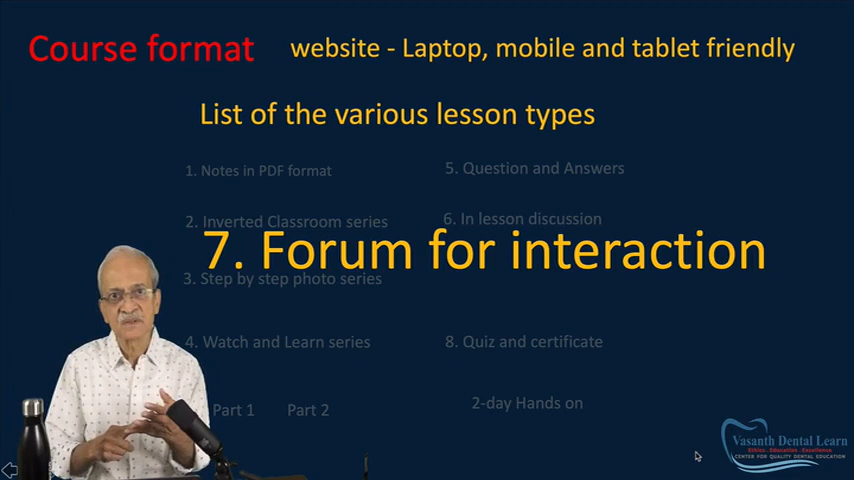 Course format
website - Laptop, mobile and tablet friendly
List of the various lesson types
1. Notes in PDF format
5. Question and Answers
2. Inverted Classroom series
6. In lesson discussion
7. Forum for interaction
3. Step by step photo series
4. Watch and Learn series
8. Quiz and certificate
Part 1
Part 2
2-day Hands on
Vasanth Dental Learn
Ethics . Education . Excellence
CENTER FOR QUALITY DENTAL EDUCATION